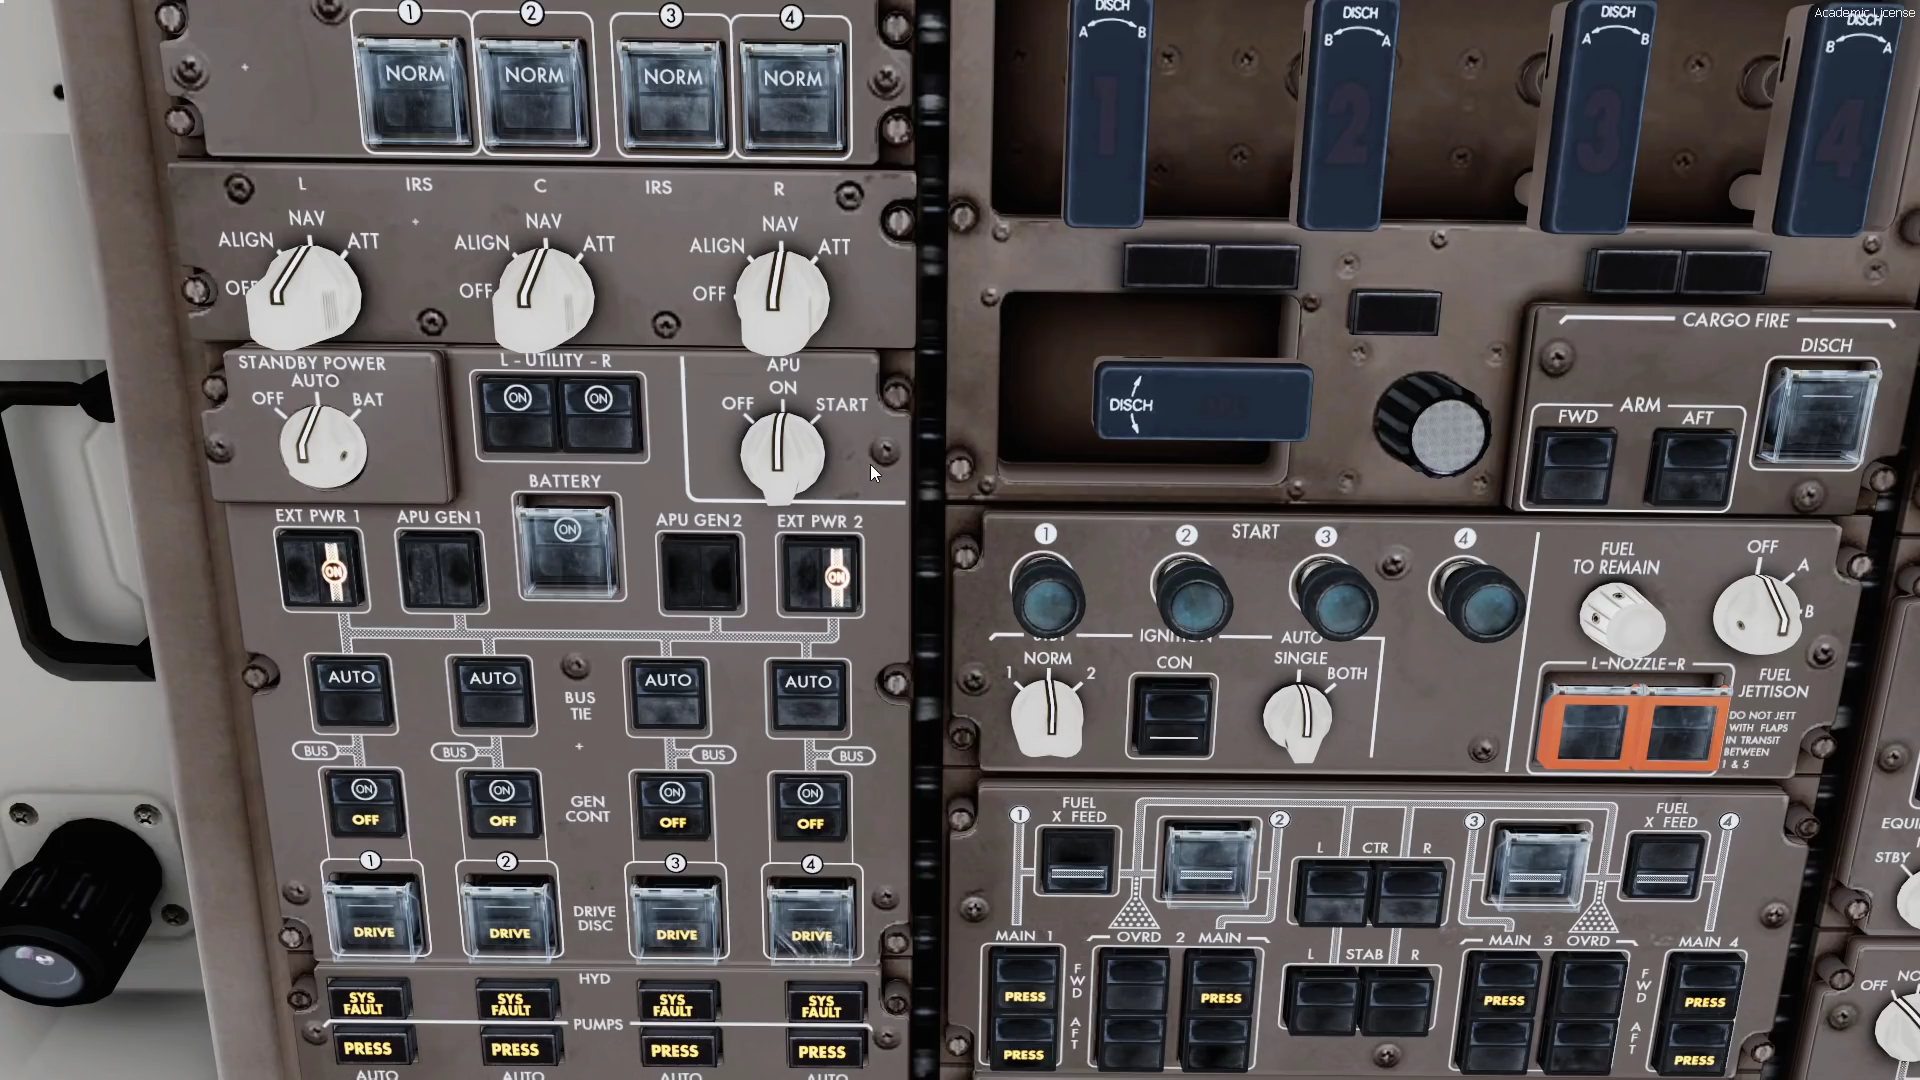 Academic License
1 2 3 4
NORM NORM NORM NORM
L IRS C IRS R
NAV NAV NAV
ALIGN ATT ALIGN ATT ALIGN ATT
OFF OFF OFF
STANDBY POWER
AUTO
OFF BAT
L - UTILITY - R
ON ON
APU
ON
OFF START
BATTERY
ON
EXT PWR 1 APU GEN 1 APU GEN 2 EXT PWR 2
ON ON
AUTO AUTO AUTO AUTO
BUS
TIE
BUS BUS BUS BUS
ON ON ON ON
OFF OFF OFF OFF
GEN
CONT
1 2 3 4
DRIVE
DISC
DRIVE DRIVE DRIVE DRIVE
HYD
SYS SYS SYS SYS
FAULT FAULT FAULT FAULT
PUMPS
PRESS PRESS PRESS PRESS
AUTO AUTO AUTO AUTO
DISCH DISCH DISCH DISCH
A B B A A B B A
1 2 3 4
DISCH
CARGO FIRE
DISCH
ARM
FWD AFT
1 2 START 3 4
IGNITION
NORM
1 2
CON
AUTO
SINGLE
BOTH
FUEL
TO REMAIN
OFF
A
B
L-NOZZLE-R
FUEL
JETTISON
DO NOT JETT
WITH FLAPS
IN TRANSIT
BETWEEN
1 & 5
FUEL
X FEED
FUEL
X FEED
1 2 3 4
L CTR R
MAIN 1 OVRD 2 MAIN L STAB R MAIN 3 OVRD MAIN 4
FWD FWD
PRESS PRESS PRESS PRESS
AFT AFT
PRESS PRESS
STBY
OFF